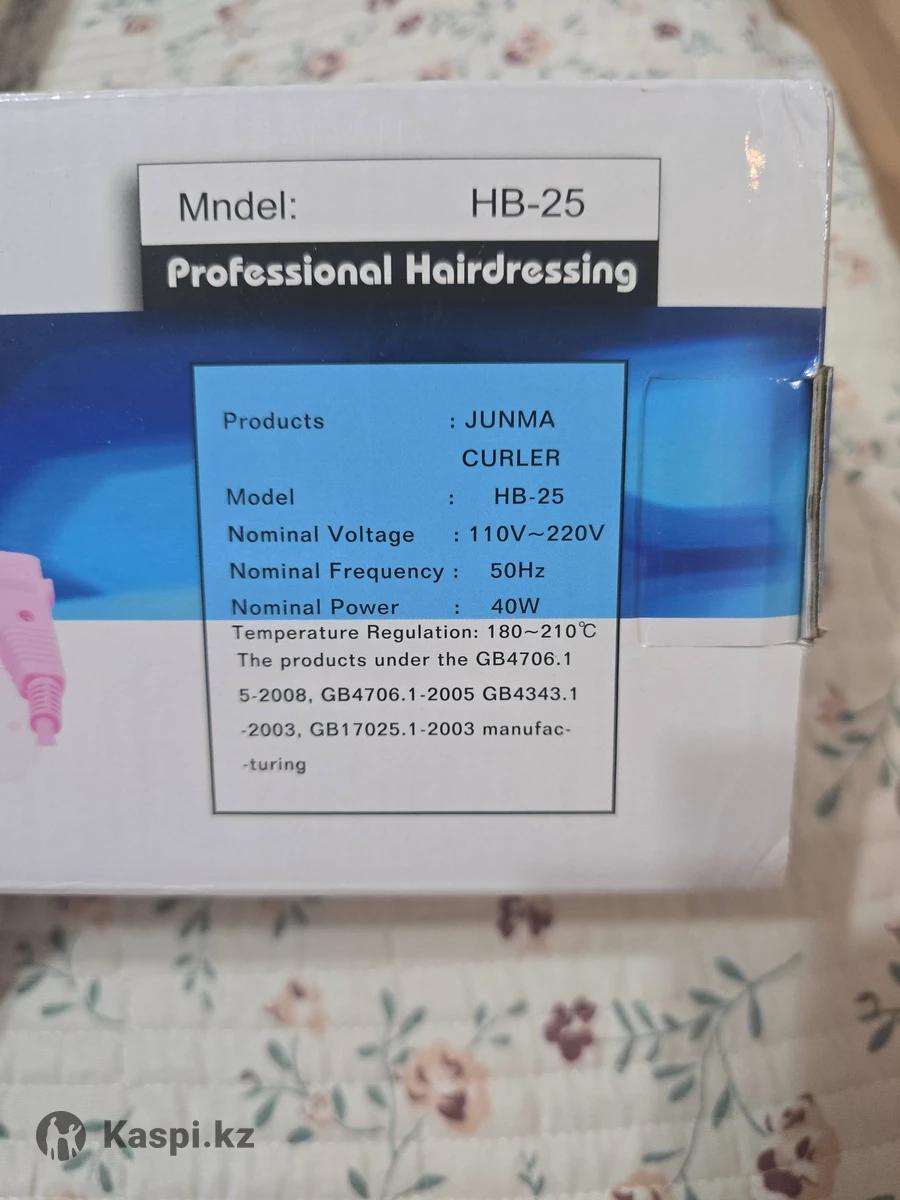 Mndel: HB-25
Professional Hairdressing
Products : JUNMA
CURLER
Model : HB-25
Nominal Voltage : 110V~220V
Nominal Frequency : 50Hz
Nominal Power : 40W
Temperature Regulation: 180~210℃
The products under the GB4706.1
5-2008, GB4706.1-2005 GB4343.1
-2003, GB17025.1-2003 manufac-
-turing
Kaspi.kz